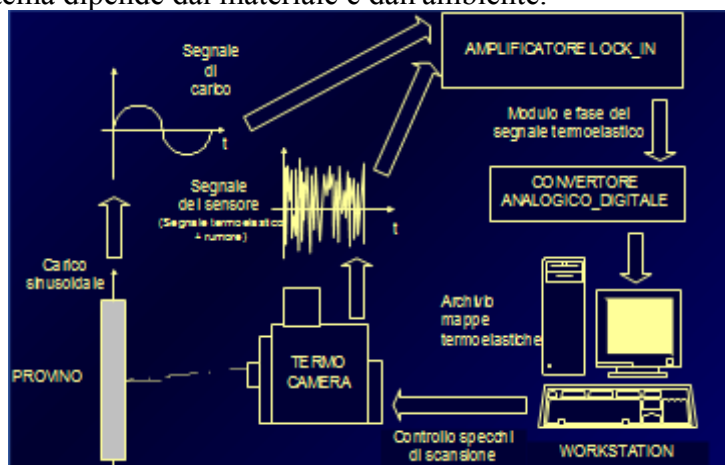 Segnale
di
carico
t
AMPLIFICATORE LOCK_IN
Modulo e fase del
segnale termoelastico
Segnale
del sensore
(Segnale termoelastico
+ rumore)
t
CONVERTORE
ANALOGICO_DIGITALE
Carico
sinusoidale
Archivio
mappe
termoelastiche
PROVINO
TERMO
CAMERA
Controllo specchi
di scansione
WORKSTATION